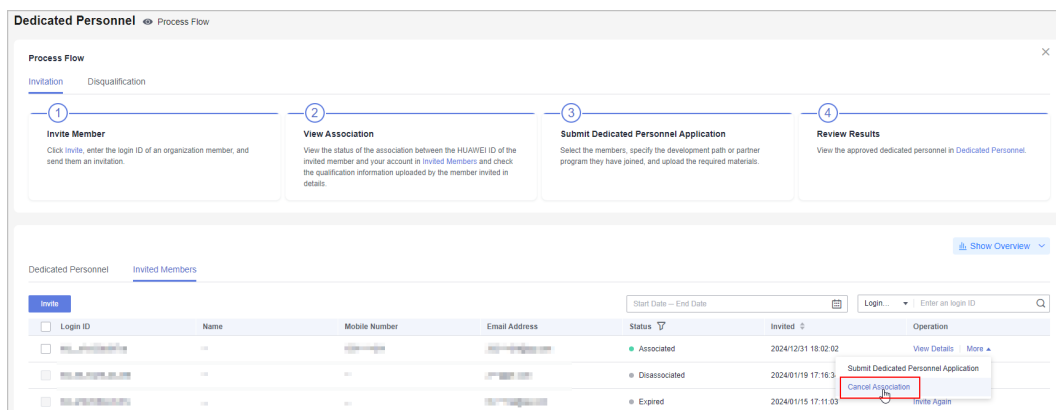 Dedicated Personnel Process Flow
Process Flow
Invitation Disqualification
1 2 3 4
Invite Member View Association Submit Dedicated Personnel Application Review Results
Click Invite, enter the login ID of an organization member, and View the status of the association between the HUAWEI ID of the Select the members, specify the development path or partner View the approved dedicated personnel in Dedicated Personnel.
send them an invitation. invited member and your account in Invited Members and check program they have joined, and upload the required materials.
the qualification information uploaded by the member invited in
details.
Show Overview
Dedicated Personnel Invited Members
Invite Start Date – End Date Login... Enter an login ID
Login ID Name Mobile Number Email Address Status Invited Operation
Associated 2024/12/31 18:02:02 View Details More
Submit Dedicated Personnel Application
Disassociated 2024/01/19 17:16:3
Cancel Association
Expired 2024/01/15 17:11:03 Invite Again